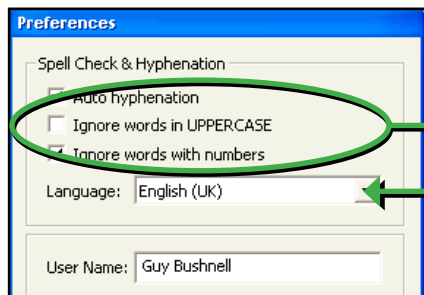 Preferences
Spell Check & Hyphenation
Auto hyphenation
Ignore words in UPPERCASE
Ignore words with numbers
Language: English (UK)
User Name: Guy Bushnell